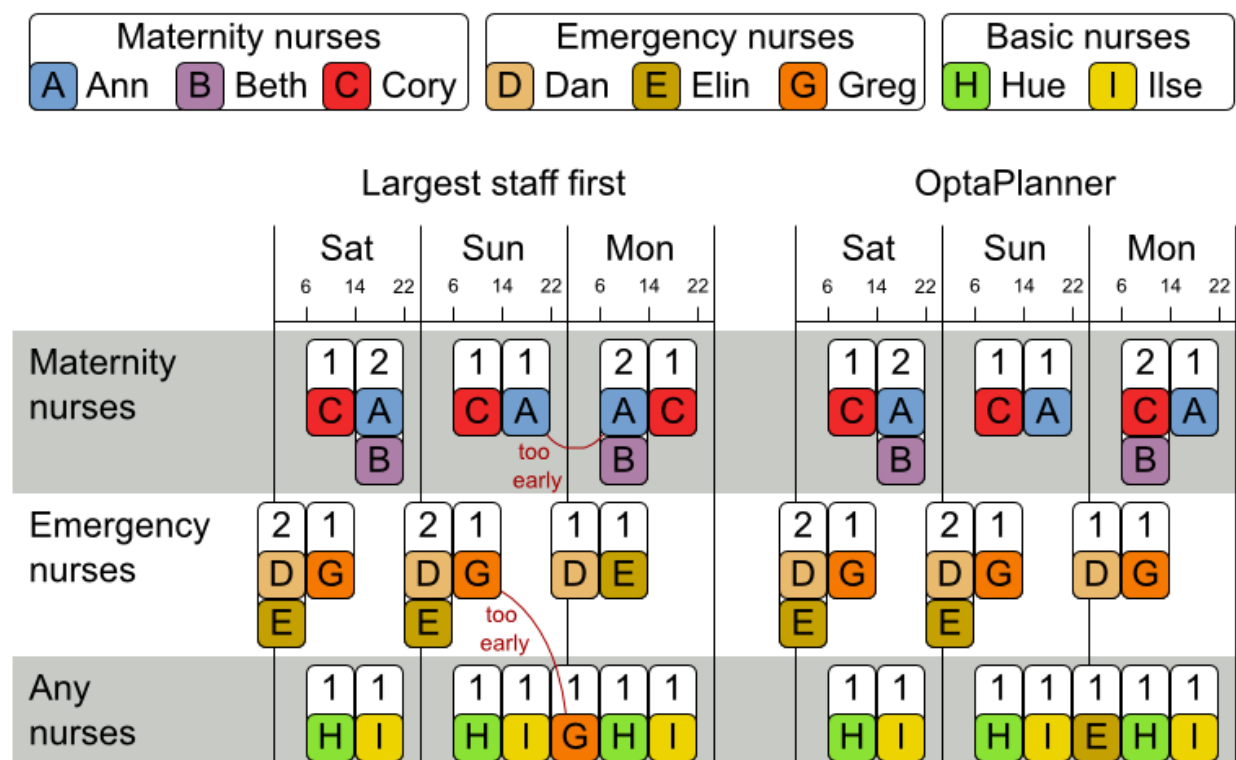 Maternity nurses Emergency nurses Basic nurses
A Ann B Beth C Cory D Dan E Elin G Greg H Hue I Ilse
Largest staff first OptaPlanner
Sat Sun Mon Sat Sun Mon
6 14 22 6 14 22 6 14 22 6 14 22 6 14 22 6 14 22
Maternity 1 2 1 1 2 1 1 2 1 1 2 1
nurses C A C A A C C A C A C A
too
B B B B
early
Emergency 2 1 2 1 1 1 2 1 2 1 1 1
nurses D G D G D E D G D G D G
too
E E E E
early
Any 1 1 1 1 1 1 1 1 1 1 1 1 1 1
nurses H I H I G H I H I H I E H I